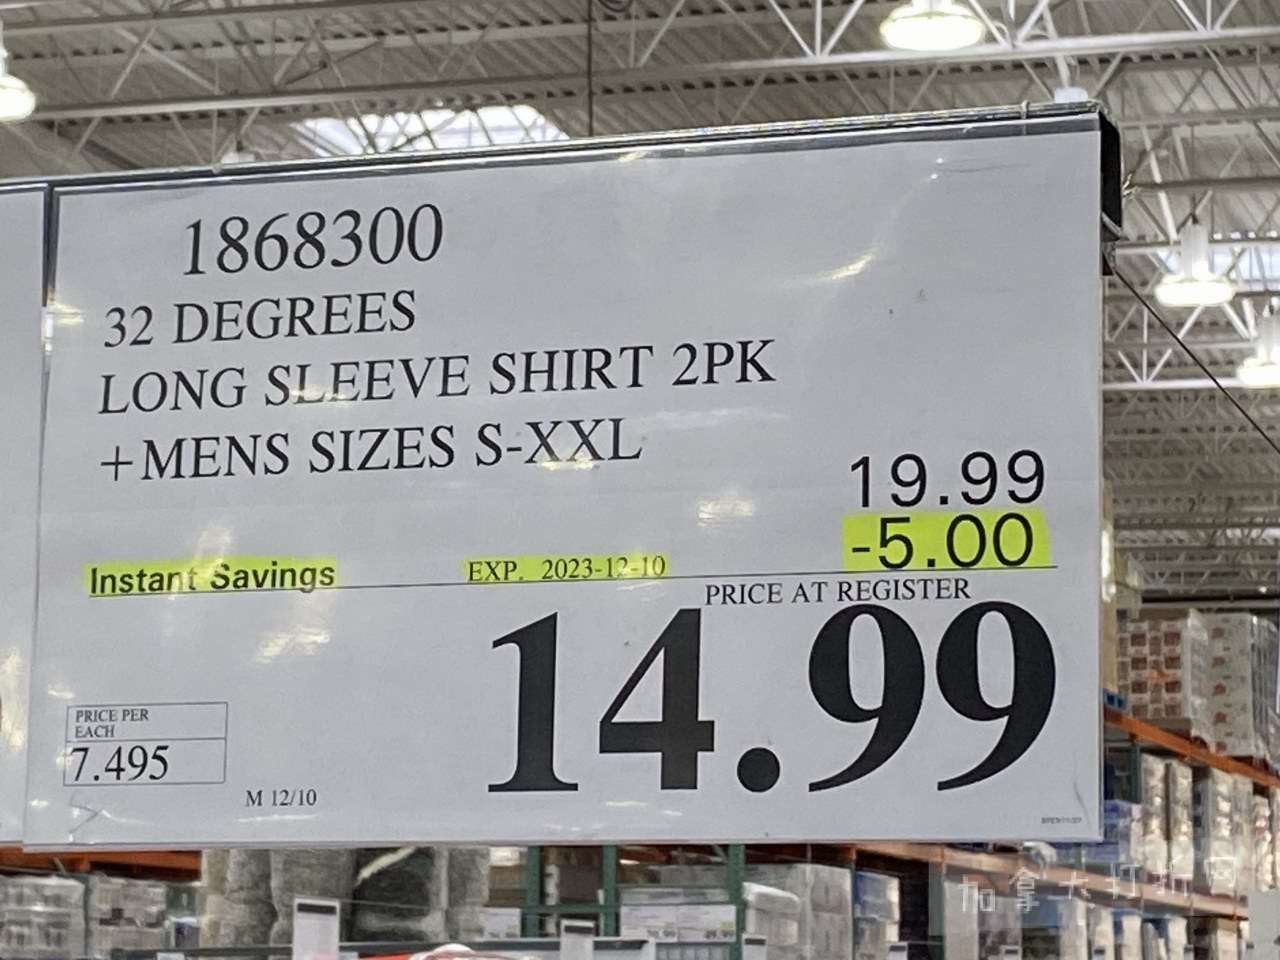 1868300
32 DEGREES
LONG SLEEVE SHIRT 2PK
+MENS SIZES S-XXL
19.99
-5.00
Instant Savings EXP. 2023-12-10
PRICE AT REGISTER
14.99
PRICE PER
EACH
7.495
M 12/10
加拿大打折网